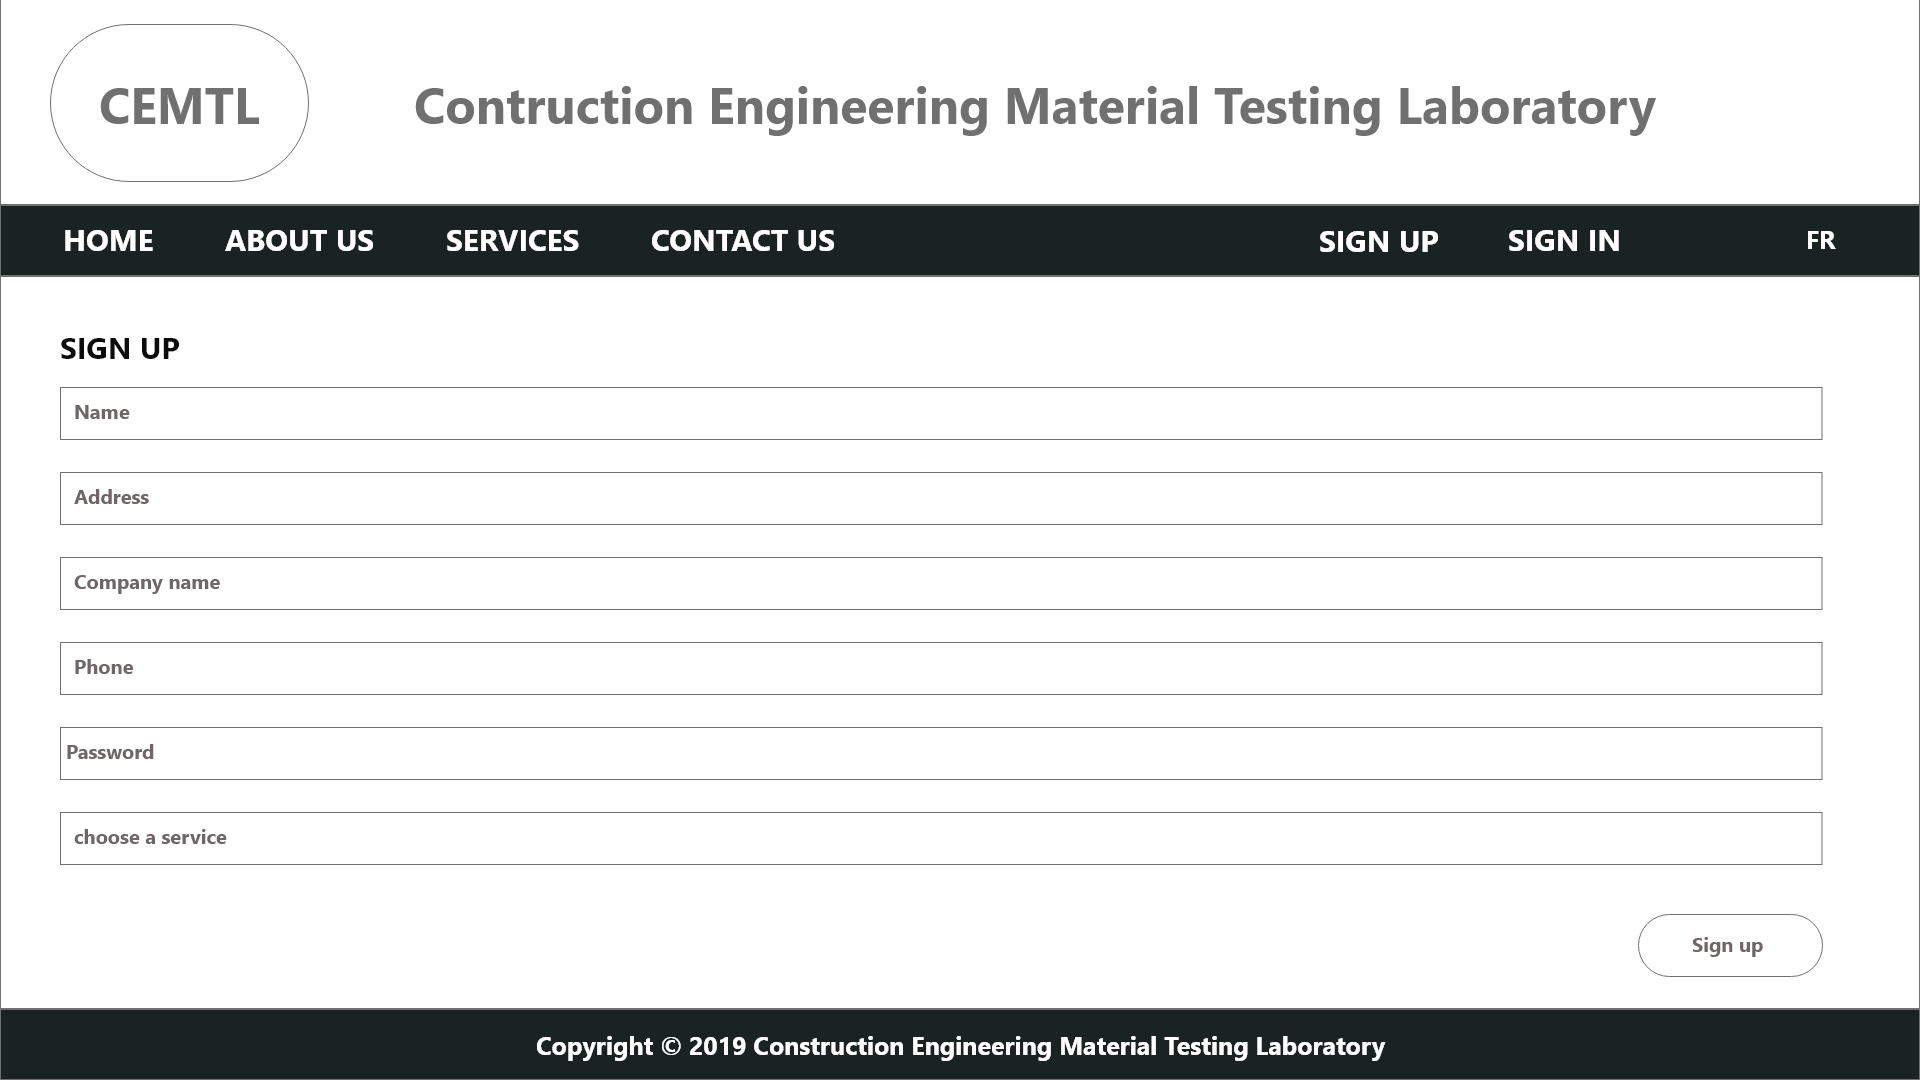 CEMTL
Contruction Engineering Material Testing Laboratory
HOME ABOUT US SERVICES CONTACT US SIGN UP SIGN IN FR
SIGN UP
Name
Address
Company name
Phone
Password
choose a service
Sign up
Copyright © 2019 Construction Engineering Material Testing Laboratory